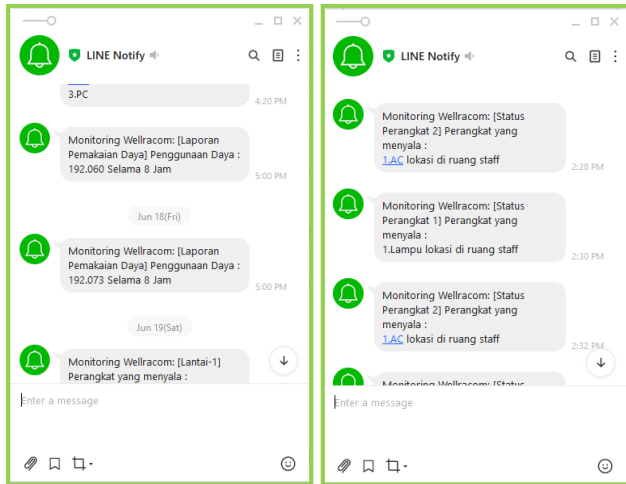 LINE Notify
3.PC
4:20 PM
Monitoring Wellracom: [Laporan
Pemakaian Daya] Penggunaan Daya :
192.060 Selama 8 Jam
5:00 PM
Jun 18(Fri)
Monitoring Wellracom: [Laporan
Pemakaian Daya] Penggunaan Daya :
192.073 Selama 8 Jam
5:00 PM
Jun 19(Sat)
Monitoring Wellracom: [Lantai-1]
Perangkat yang menyala :
Enter a message
LINE Notify
Monitoring Wellracom: [Status
Perangkat 2] Perangkat yang
menyala :
1.AC lokasi di ruang staff
2:28 PM
Monitoring Wellracom: [Status
Perangkat 1] Perangkat yang
menyala :
1.Lampu lokasi di ruang staff
2:30 PM
Monitoring Wellracom: [Status
Perangkat 2] Perangkat yang
menyala :
1.AC lokasi di ruang staff
2:32 PM
Monitoring Wellracom: [Status
Enter a message